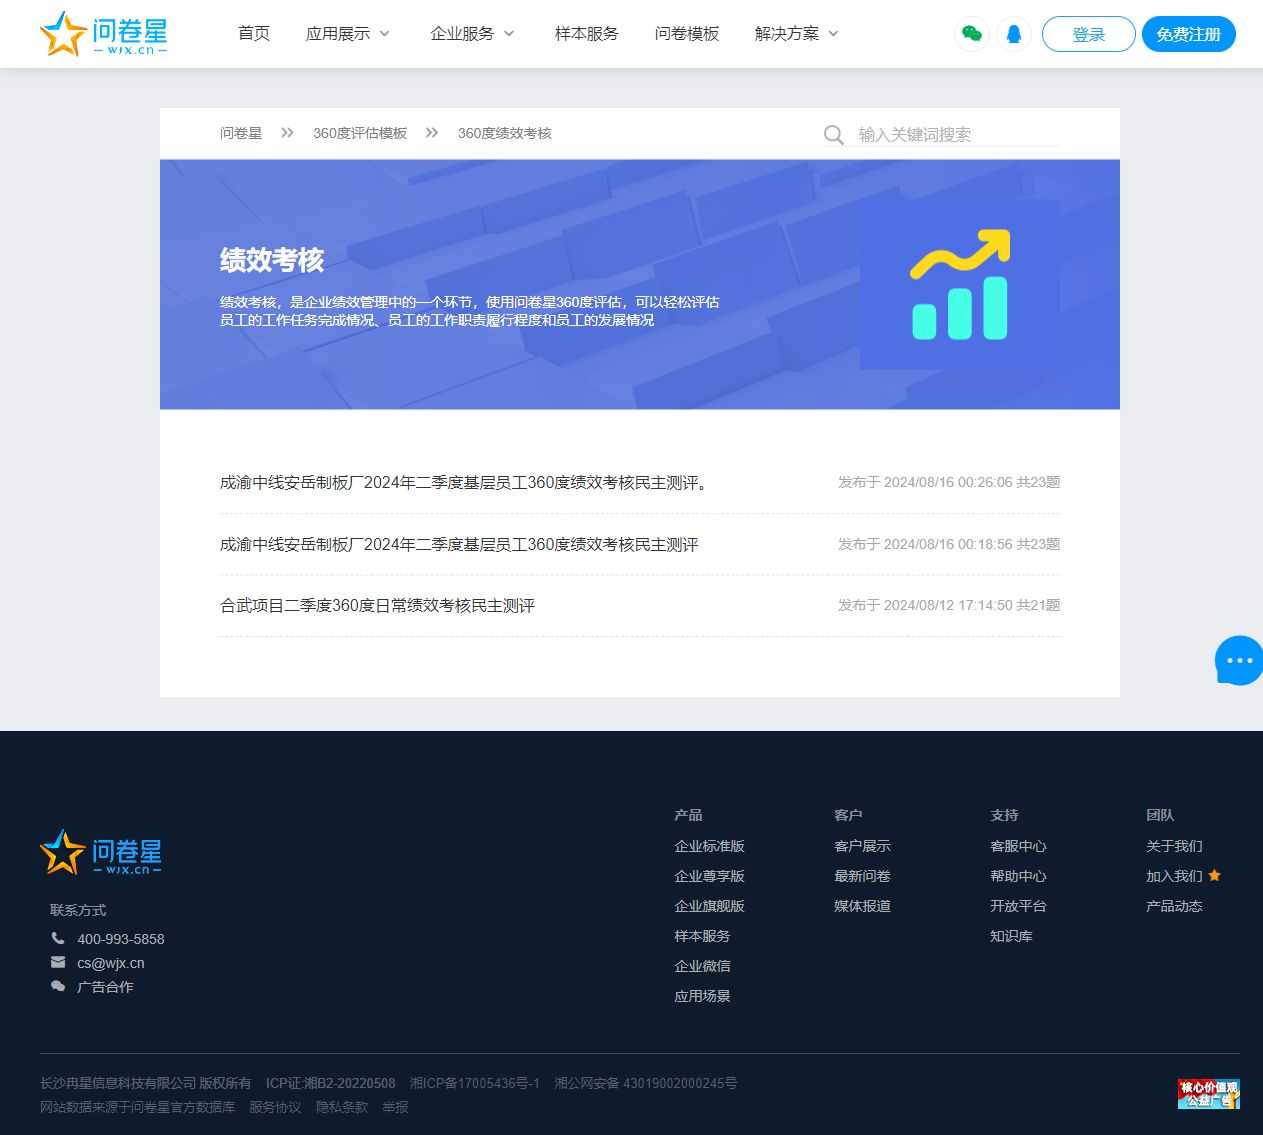 问卷星
WJX.CN
首页 应用展示 企业服务 样本服务 问卷模板 解决方案 登录 免费注册
问卷星 360度评估模板 360度绩效考核 输入关键词搜索
绩效考核
绩效考核，是企业绩效管理中的一个环节，使用问卷星360度评估，可以轻松评估
员工的工作任务完成情况、员工的工作职责履行程度和员工的发展情况
成渝中线安岳制板厂2024年二季度基层员工360度绩效考核民主测评。 发布于 2024/08/16 00:26:06 共23题
成渝中线安岳制板厂2024年二季度基层员工360度绩效考核民主测评 发布于 2024/08/16 00:18:56 共23题
合武项目二季度360度日常绩效考核民主测评 发布于 2024/08/12 17:14:50 共21题
问卷星
WJX.CN
联系方式
400-993-5858
cs@wjx.cn
广告合作
产品
企业标准版
企业尊享版
企业旗舰版
样本服务
企业微信
应用场景
客户
客户展示
最新问卷
媒体报道
支持
客服中心
帮助中心
开放平台
知识库
团队
关于我们
加入我们
产品动态
长沙冉星信息科技有限公司 版权所有 ICP证:湘B2-20220508 湘ICP备17005436号-1 湘公网安备 43019002000245号
网站数据来源于问卷星官方数据库 服务协议 隐私条款 举报
核心价值观
公益广告